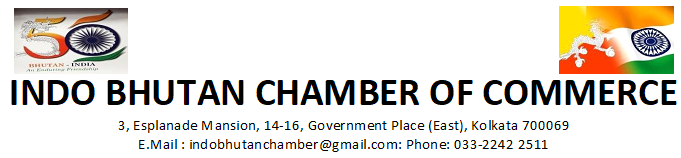 50
BHUTAN - INDIA
An Enduring Friendship
INDO BHUTAN CHAMBER OF COMMERCE
3, Esplanade Mansion, 14-16, Government Place (East), Kolkata 700069
E.Mail : indobhutanchamber@gmail.com: Phone: 033-2242 2511